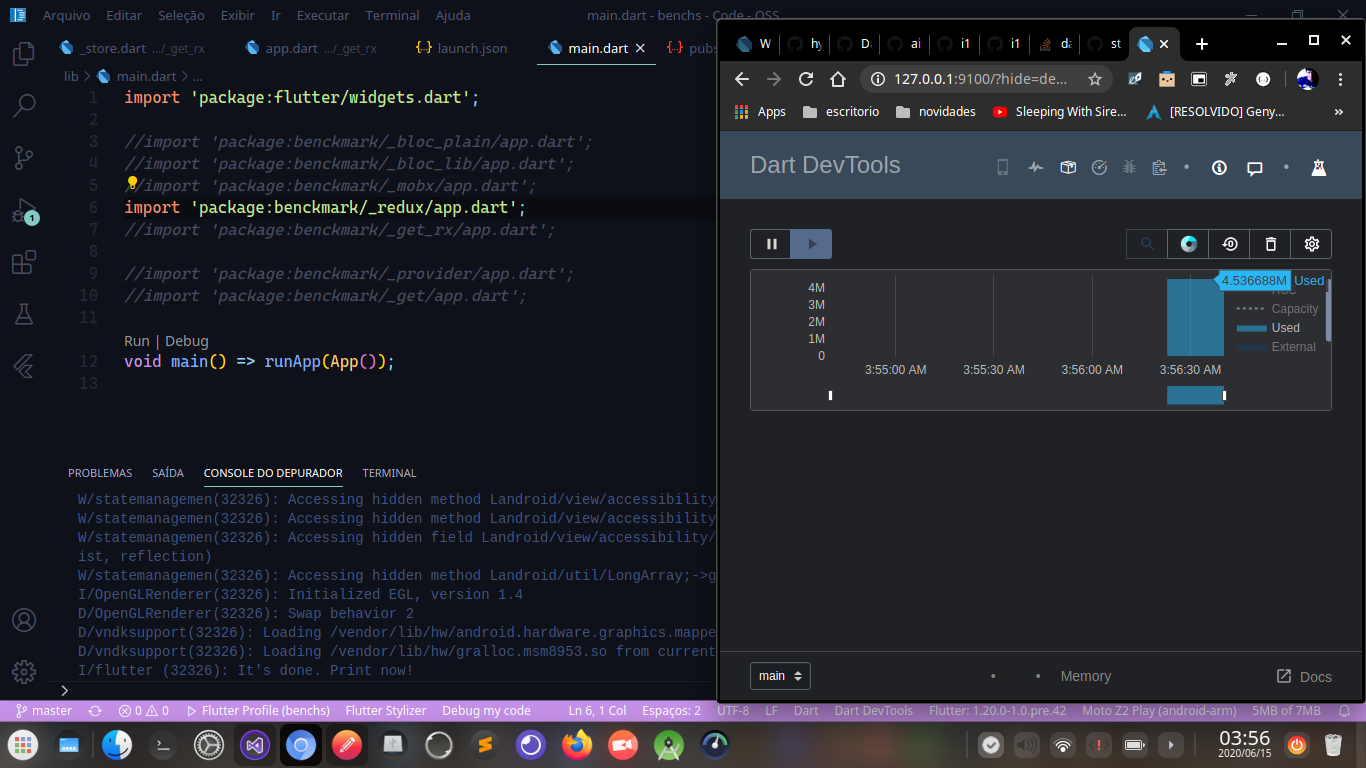 Arquivo Editar Seleção Exibir Ir Executar Terminal Ajuda
main.dart - benchs - Code - OSS
_store.dart .../_get_rx
app.dart .../_get_rx
launch.json
main.dart
pubs
lib > main.dart > ...
1 import 'package:flutter/widgets.dart';
2
3 //import 'package:benckmark/_bloc_plain/app.dart';
4 //import 'package:benckmark/_bloc_lib/app.dart';
5 //import 'package:benckmark/_mobx/app.dart';
6 import 'package:benckmark/_redux/app.dart';
7 //import 'package:benckmark/_get_rx/app.dart';
8
9 //import 'package:benckmark/_provider/app.dart';
10 //import 'package:benckmark/_get/app.dart';
11
Run | Debug
12 void main() => runApp(App());
13
1
PROBLEMAS SAÍDA CONSOLE DO DEPURADOR TERMINAL
W/statemanagemen(32326): Accessing hidden method Landroid/view/accessibility
W/statemanagemen(32326): Accessing hidden method Landroid/view/accessibility
W/statemanagemen(32326): Accessing hidden field Landroid/view/accessibility/
ist, reflection)
W/statemanagemen(32326): Accessing hidden method Landroid/util/LongArray;->g
I/OpenGLRenderer(32326): Initialized EGL, version 1.4
D/OpenGLRenderer(32326): Swap behavior 2
D/vndksupport(32326): Loading /vendor/lib/hw/android.hardware.graphics.mappe
D/vndksupport(32326): Loading /vendor/lib/hw/gralloc.msm8953.so from current
I/flutter (32326): It's done. Print now!
>
W hy D. ai i1 i1 da st
127.0.0.1:9100/?hide=de...
Apps escritorio novidades Sleeping With Sire... [RESOLVIDO] Geny... »
Dart DevTools
4.536688M Used
4M
3M
2M
1M
0
Capacity
Used
External
3:55:00 AM 3:55:30 AM 3:56:00 AM 3:56:30 AM
main
Memory
Docs
master
0 0
Flutter Profile (benchs)
Flutter Stylizer
Debug my code
Ln 6, 1 Col
Espaços: 2
UTF-8
LF
Dart
Dart DevTools
Flutter: 1.20.0-1.0.pre.42
Moto Z2 Play (android-arm)
5MB of 7MB
03:56
2020/06/15